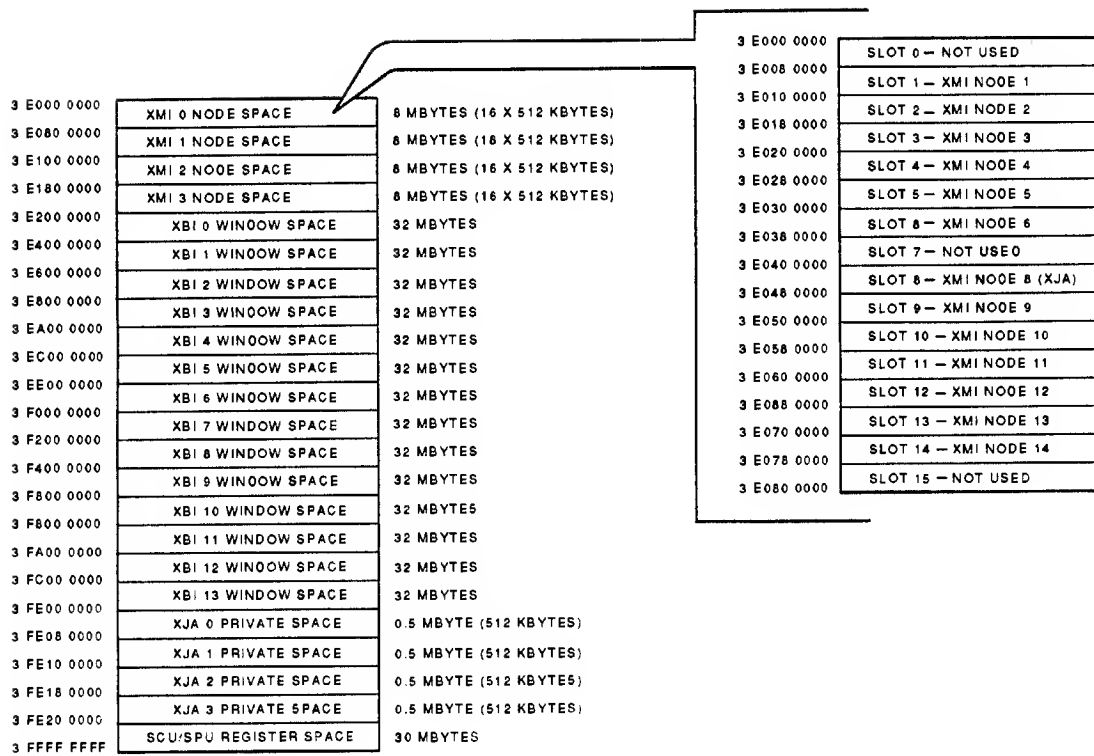 3 E000 0000
XMI 0 NODE SPACE 8 MBYTES (16 X 512 KBYTES)
3 E080 0000
XMI 1 NODE SPACE 8 MBYTES (16 X 512 KBYTES)
3 E100 0000
XMI 2 NODE SPACE 8 MBYTES (16 X 512 KBYTES)
3 E180 0000
XMI 3 NODE SPACE 8 MBYTES (16 X 512 KBYTES)
3 E200 0000
XBI 0 WINDOW SPACE 32 MBYTES
3 E400 0000
XBI 1 WINDOW SPACE 32 MBYTES
3 E600 0000
XBI 2 WINDOW SPACE 32 MBYTES
3 E800 0000
XBI 3 WINDOW SPACE 32 MBYTES
3 EA00 0000
XBI 4 WINDOW SPACE 32 MBYTES
3 EC00 0000
XBI 5 WINDOW SPACE 32 MBYTES
3 EE00 0000
XBI 6 WINDOW SPACE 32 MBYTES
3 F000 0000
XBI 7 WINDOW SPACE 32 MBYTES
3 F200 0000
XBI 8 WINDOW SPACE 32 MBYTES
3 F400 0000
XBI 9 WINDOW SPACE 32 MBYTES
3 F600 0000
XBI 10 WINDOW SPACE 32 MBYTES
3 F800 0000
XBI 11 WINDOW SPACE 32 MBYTES
3 FA00 0000
XBI 12 WINDOW SPACE 32 MBYTES
3 FC00 0000
XBI 13 WINDOW SPACE 32 MBYTES
3 FE00 0000
XJA 0 PRIVATE SPACE 0.5 MBYTE (512 KBYTES)
3 FE08 0000
XJA 1 PRIVATE SPACE 0.5 MBYTE (512 KBYTES)
3 FE10 0000
XJA 2 PRIVATE SPACE 0.5 MBYTE (512 KBYTES)
3 FE18 0000
XJA 3 PRIVATE SPACE 0.5 MBYTE (512 KBYTES)
3 FE20 0000
SCU/SPU REGISTER SPACE 30 MBYTES
3 FFFF FFFF
3 E000 0000
SLOT 0 — NOT USED
3 E008 0000
SLOT 1 — XMI NODE 1
3 E010 0000
SLOT 2 — XMI NODE 2
3 E018 0000
SLOT 3 — XMI NODE 3
3 E020 0000
SLOT 4 — XMI NODE 4
3 E028 0000
SLOT 5 — XMI NODE 5
3 E030 0000
SLOT 6 — XMI NODE 6
3 E038 0000
SLOT 7 — NOT USED
3 E040 0000
SLOT 8 — XMI NODE 8 (XJA)
3 E048 0000
SLOT 9 — XMI NODE 9
3 E050 0000
SLOT 10 — XMI NODE 10
3 E058 0000
SLOT 11 — XMI NODE 11
3 E060 0000
SLOT 12 — XMI NODE 12
3 E068 0000
SLOT 13 — XMI NODE 13
3 E070 0000
SLOT 14 — XMI NODE 14
3 E078 0000
SLOT 15 — NOT USED
3 E080 0000